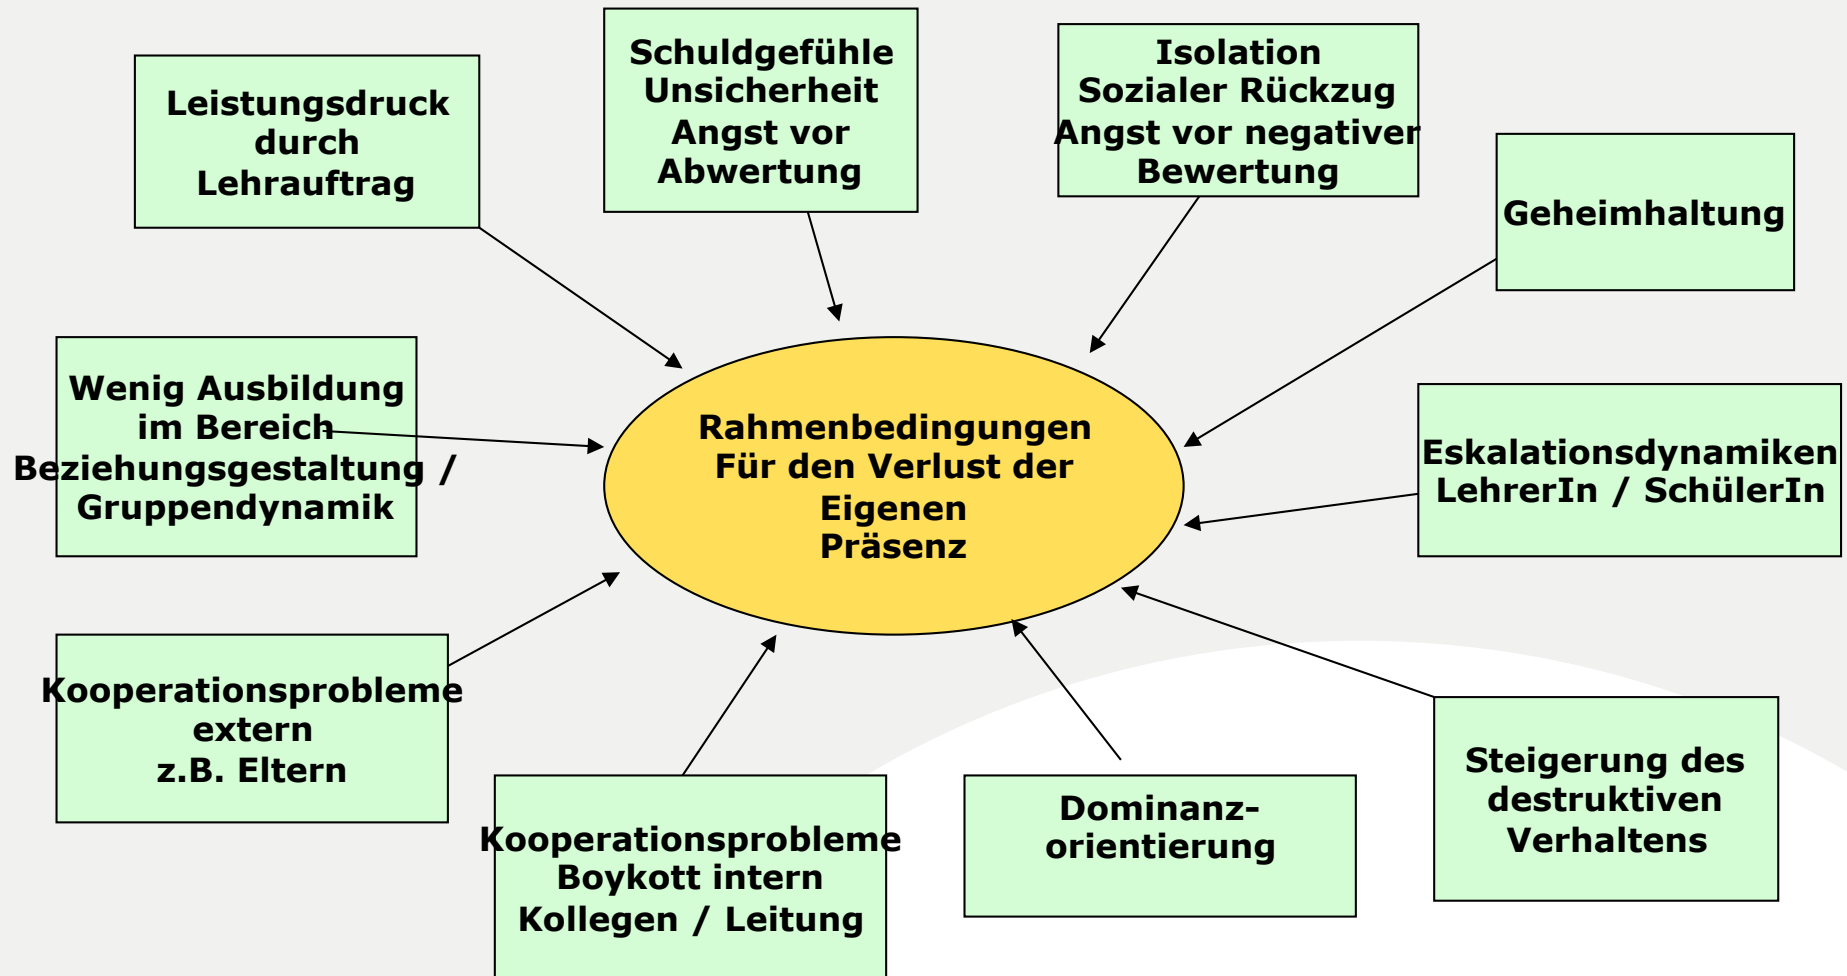 Leistungsdruck
durch
Lehrauftrag
Schuldgefühle
Unsicherheit
Angst vor
Abwertung
Isolation
Sozialer Rückzug
Angst vor negativer
Bewertung
Geheimhaltung
Wenig Ausbildung
im Bereich
Beziehungsgestaltung /
Gruppendynamik
Rahmenbedingungen
Für den Verlust der
Eigenen
Präsenz
Eskalationsdynamiken
LehrerIn / SchülerIn
Kooperationsprobleme
extern
z.B. Eltern
Kooperationsprobleme
Boykott intern
Kollegen / Leitung
Dominanz-
orientierung
Steigerung des
destruktiven
Verhaltens